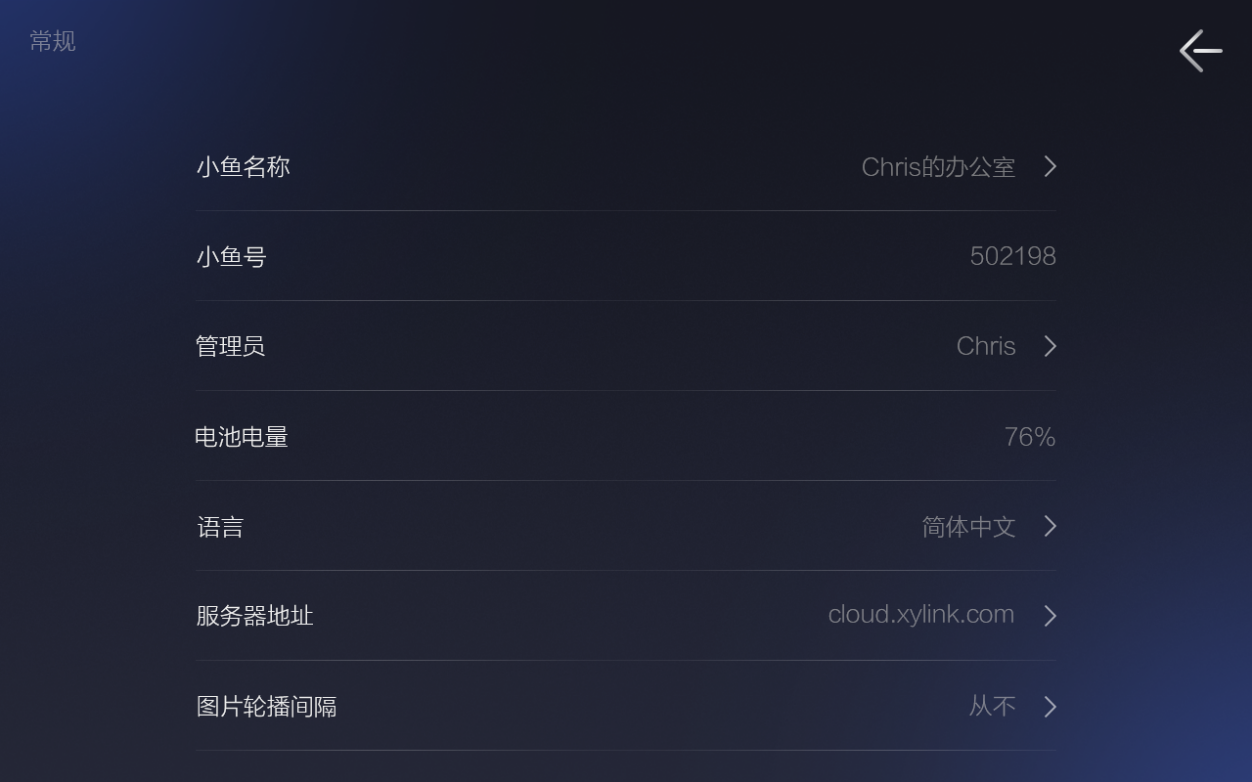 常规
小鱼名称 Chris的办公室
小鱼号 502198
管理员 Chris
电池电量 76%
语言 简体中文
服务器地址 cloud.xylink.com
图片轮播间隔 从不